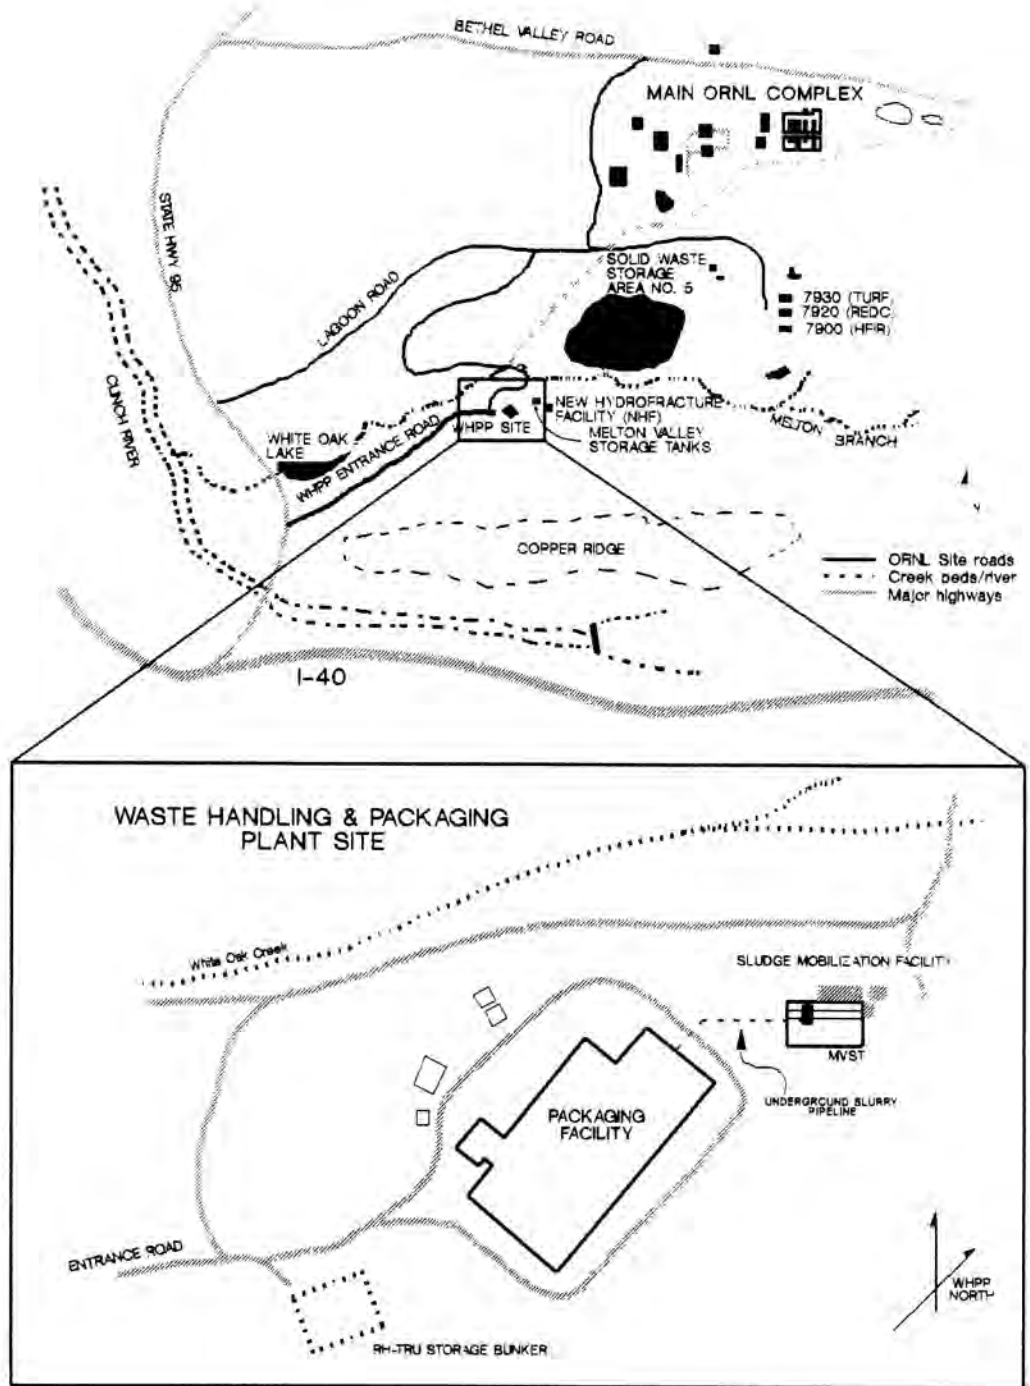 BETHEL VALLEY ROAD
MAIN ORNL COMPLEX
STATE HWY 95
SOLID WASTE
STORAGE
AREA NO. 5
LAGOON ROAD
7930 (TURF)
7920 (REDC)
7900 (HFIR)
CLINCH RIVER
NEW HYDROFRACTURE
FACILITY (NHF)
MELTON VALLEY
STORAGE TANKS
MELTON BRANCH
WHPP SITE
WHITE OAK
LAKE
WHPP ENTRANCE ROAD
N
COPPER RIDGE
ORNL Site roads
Creek beds/river
Major highways
I-40
WASTE HANDLING & PACKAGING
PLANT SITE
White Oak Creek
SLUDGE MOBILIZATION FACILITY
MVST
UNDERGROUND SLURRY
PIPELINE
PACKAGING
FACILITY
ENTRANCE ROAD
WHPP
NORTH
RH-TRU STORAGE BUNKER